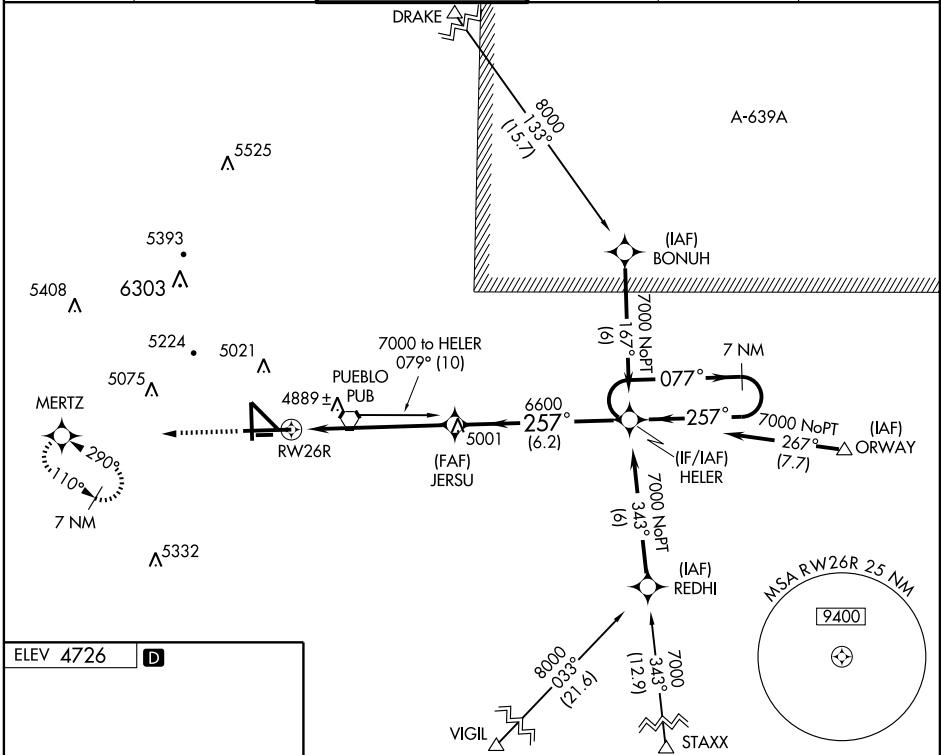 DRAKE
8000
133°
(15.7)
A-639A
5525
5393
6303
5408
(IAF)
BONUH
7000 NoPT
167°
(6)
5224
5021
7000 to HELER
079° (10)
7 NM
077°
5075
PUEBLO
PUB
4889 ±
MERTZ
6600
257°
(6.2)
257°
7000 NoPT
267°
(7.7)
(IAF)
ORWAY
5001
RW26R
(FAF)
JERSU
(IF/IAF)
HELER
290°
110°
7 NM
7000 NoPT
343°
(6)
5332
(IAF)
REDHI
MSA RW26R 25 NM
9400
ELEV 4726
D
8000
033°
(21.6)
7000
343°
(12.9)
VIGIL
STAXX